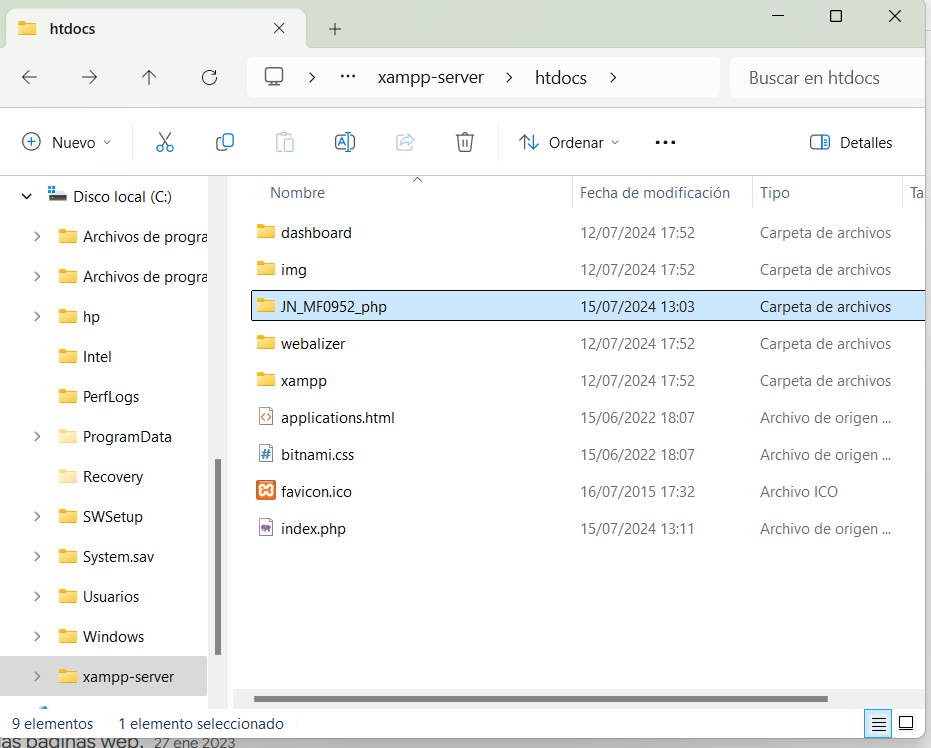 htdocs
xampp-server
htdocs
Buscar en htdocs
Nuevo
Ordenar
Detalles
Nombre
Fecha de modificación
Tipo
Ta
Disco local (C:)
Archivos de progra
Archivos de progra
hp
Intel
PerfLogs
ProgramData
Recovery
SWSetup
System.sav
Usuarios
Windows
xampp-server
dashboard 12/07/2024 17:52 Carpeta de archivos
img 12/07/2024 17:52 Carpeta de archivos
JN_MF0952_php 15/07/2024 13:03 Carpeta de archivos
webalizer 12/07/2024 17:52 Carpeta de archivos
xampp 12/07/2024 17:52 Carpeta de archivos
applications.html 15/06/2022 18:07 Archivo de origen ...
bitnami.css 15/06/2022 18:07 Archivo de origen ...
favicon.ico 16/07/2015 17:32 Archivo ICO
index.php 15/07/2024 13:11 Archivo de origen ...
9 elementos 1 elemento seleccionado
las páginas web. 27 ene 2023